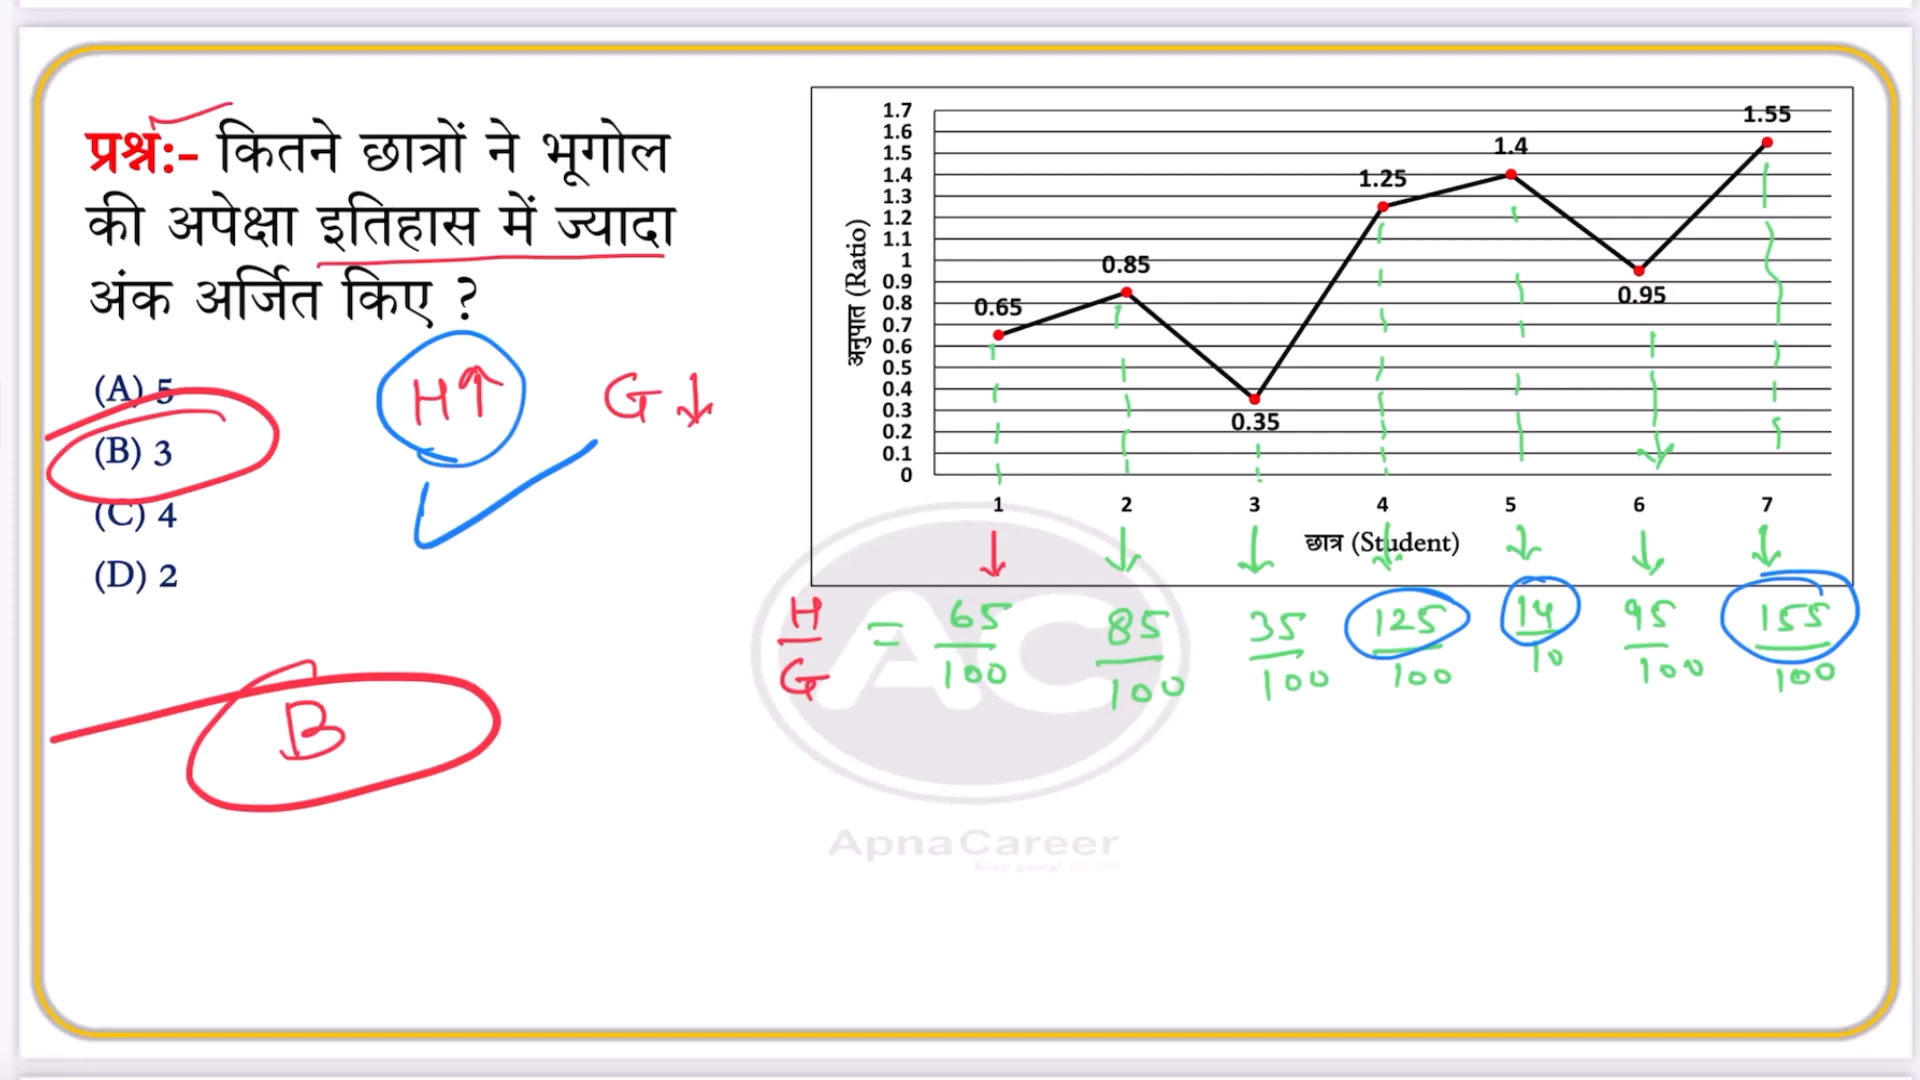 प्रश्न:- कितने छात्रों ने भूगोल
की अपेक्षा इतिहास में ज्यादा
अंक अर्जित किए ?
(A) 5
(B) 3
(C) 4
(D) 2
H↑ G↓
B
अनुपात (Ratio)
1.7
1.6
1.5
1.4
1.3
1.2
1.1
1
0.9
0.8
0.7
0.6
0.5
0.4
0.3
0.2
0.1
0
0.65
0.85
0.35
1.25
1.4
0.95
1.55
1 2 3 4 5 6 7
छात्र (Student)
H/G = 65/100 85/100 35/100 125/100 14/10 95/100 155/100
AC
ApnaCareer